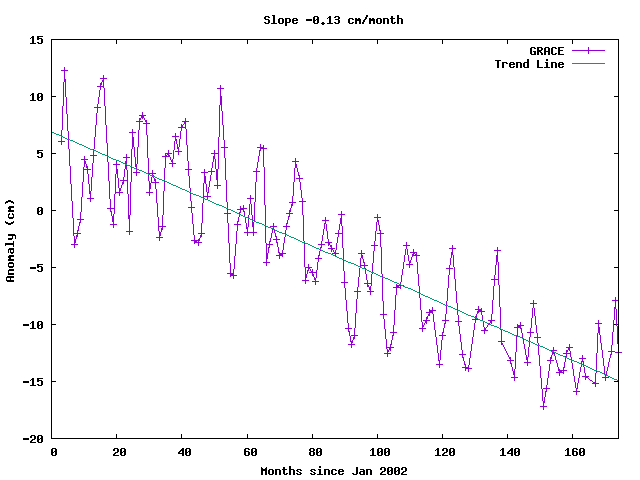 Slope -0.13 cm/month
15
GRACE
Trend Line
10
5
0
-5
-10
-15
-20
Anomaly (cm)
0 20 40 60 80 100 120 140 160
Months since Jan 2002